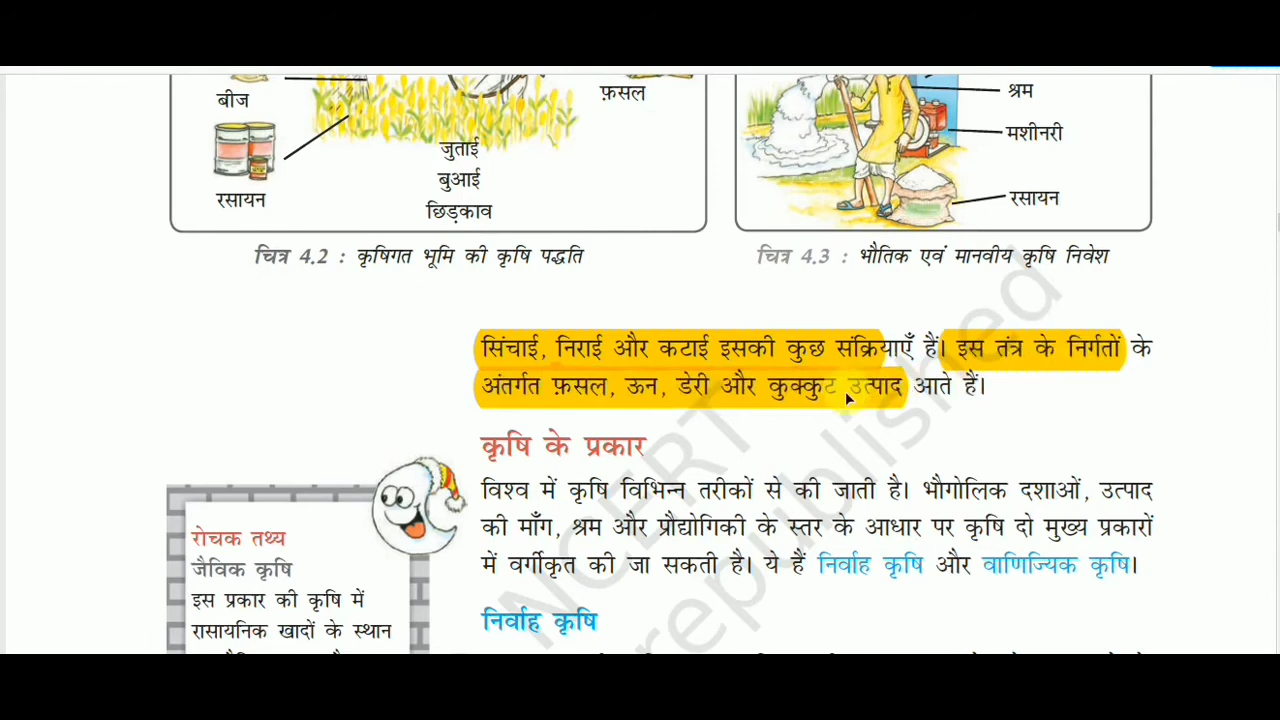 बीज
रसायन
जुताई
बुआई
छिड़काव
फ़सल
चित्र 4.2 : कृषिगत भूमि की कृषि पद्धति
श्रम
मशीनरी
रसायन
चित्र 4.3 : भौतिक एवं मानवीय कृषि निवेश
सिंचाई, निराई और कटाई इसकी कुछ संक्रियाएँ हैं। इस तंत्र के निर्गतों के
अंतर्गत फ़सल, ऊन, डेरी और कुक्कुट उत्पाद आते हैं।
कृषि के प्रकार
विश्व में कृषि विभिन्न तरीकों से की जाती है। भौगोलिक दशाओं, उत्पाद
की माँग, श्रम और प्रौद्योगिकी के स्तर के आधार पर कृषि दो मुख्य प्रकारों
में वर्गीकृत की जा सकती है। ये हैं निर्वाह कृषि और वाणिज्यिक कृषि।
निर्वाह कृषि
रोचक तथ्य
जैविक कृषि
इस प्रकार की कृषि में
रासायनिक खादों के स्थान
NCERT
republished